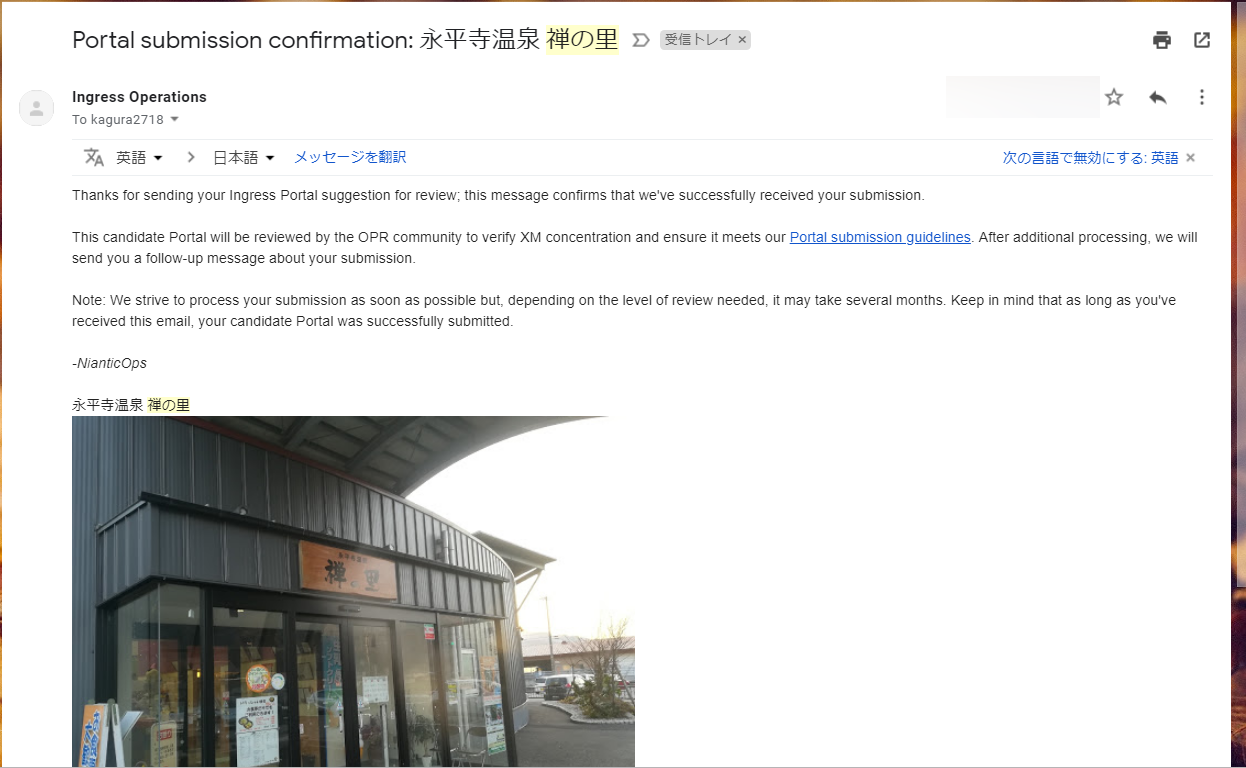 Portal submission confirmation: 永平寺温泉 禅の里 受信トレイ ×
Ingress Operations
To kagura2718
英語 日本語 メッセージを翻訳 次の言語で無効にする: 英語 ×
Thanks for sending your Ingress Portal suggestion for review; this message confirms that we've successfully received your submission.
This candidate Portal will be reviewed by the OPR community to verify XM concentration and ensure it meets our Portal submission guidelines. After additional processing, we will
send you a follow-up message about your submission.
Note: We strive to process your submission as soon as possible but, depending on the level of review needed, it may take several months. Keep in mind that as long as you've
received this email, your candidate Portal was successfully submitted.
-NianticOps
永平寺温泉 禅の里
永平寺温泉
禅の里